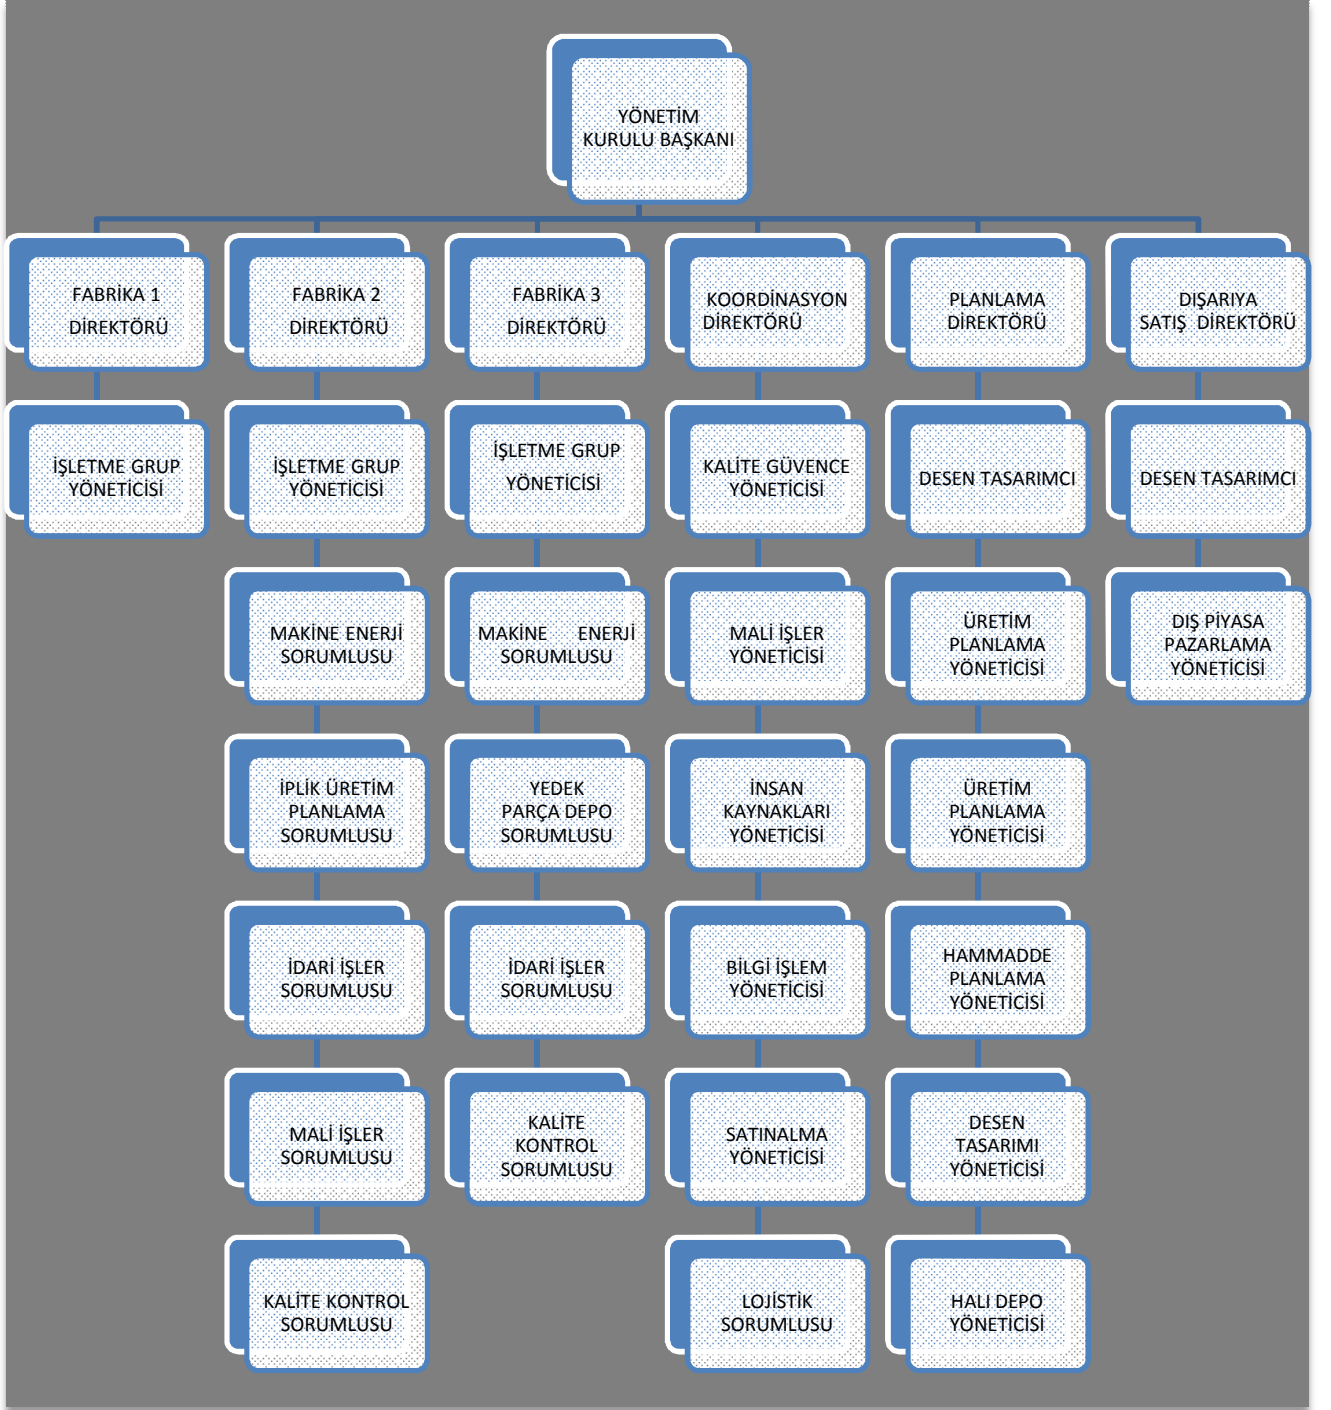 YÖNETİM
KURULU BAŞKANI
FABRİKA 1
DİREKTÖRÜ
FABRİKA 2
DİREKTÖRÜ
FABRİKA 3
DİREKTÖRÜ
KOORDİNASYON
DİREKTÖRÜ
PLANLAMA
DİREKTÖRÜ
DIŞARIYA
SATIŞ DİREKTÖRÜ
İŞLETME GRUP
YÖNETİCİSİ
İŞLETME GRUP
YÖNETİCİSİ
İŞLETME GRUP
YÖNETİCİSİ
KALİTE GÜVENCE
YÖNETİCİSİ
DESEN TASARIMCI
DESEN TASARIMCI
MAKİNE ENERJİ
SORUMLUSU
MAKİNE ENERJİ
SORUMLUSU
MALİ İŞLER
YÖNETİCİSİ
ÜRETİM
PLANLAMA
YÖNETİCİSİ
DIŞ PİYASA
PAZARLAMA
YÖNETİCİSİ
İPLİK ÜRETİM
PLANLAMA
SORUMLUSU
YEDEK
PARÇA DEPO
SORUMLUSU
İNSAN
KAYNAKLARI
YÖNETİCİSİ
ÜRETİM
PLANLAMA
YÖNETİCİSİ
İDARİ İŞLER
SORUMLUSU
İDARİ İŞLER
SORUMLUSU
BİLGİ İŞLEM
YÖNETİCİSİ
HAMMADDE
PLANLAMA
YÖNETİCİSİ
MALİ İŞLER
SORUMLUSU
KALİTE
KONTROL
SORUMLUSU
SATINALMA
YÖNETİCİSİ
DESEN
TASARIMI
YÖNETİCİSİ
KALİTE KONTROL
SORUMLUSU
LOJİSTİK
SORUMLUSU
HALI DEPO
YÖNETİCİSİ